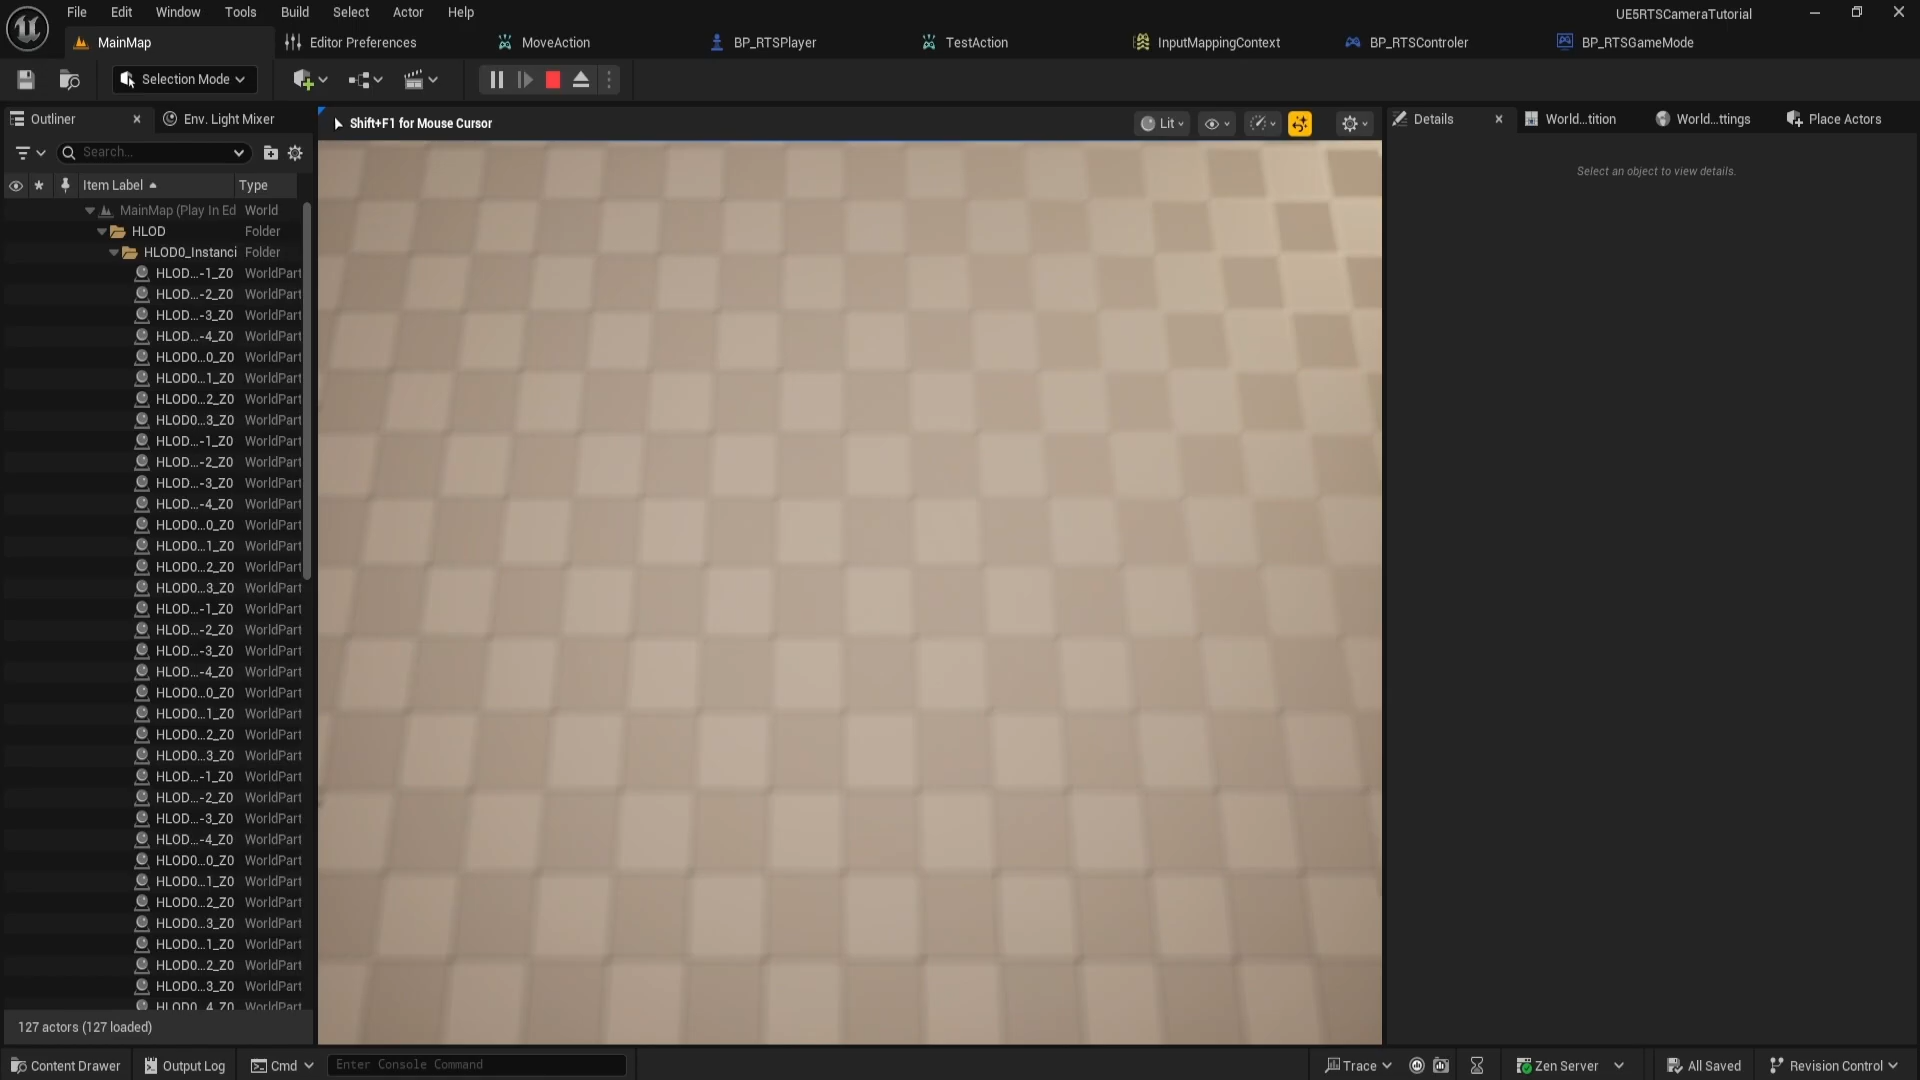 File Edit Window Tools Build Select Actor Help
UE5RTSCameraTutorial
MainMap
Editor Preferences
MoveAction
BP_RTSPlayer
TestAction
InputMappingContext
BP_RTSControler
BP_RTSGameMode
Selection Mode
Outliner
Env. Light Mixer
Shift+F1 for Mouse Cursor
Lit
Details
World...tition
World...ttings
Place Actors
Search...
Select an object to view details.
Item Label Type
MainMap (Play In Ed World
HLOD Folder
HLOD0_Instanci Folder
HLOD...-1_Z0 WorldPart
HLOD...-2_Z0 WorldPart
HLOD...-3_Z0 WorldPart
HLOD...-4_Z0 WorldPart
HLOD0...0_Z0 WorldPart
HLOD0...1_Z0 WorldPart
HLOD0...2_Z0 WorldPart
HLOD0...3_Z0 WorldPart
HLOD...-1_Z0 WorldPart
HLOD...-2_Z0 WorldPart
HLOD...-3_Z0 WorldPart
HLOD...-4_Z0 WorldPart
HLOD0...0_Z0 WorldPart
HLOD0...1_Z0 WorldPart
HLOD0...2_Z0 WorldPart
HLOD0...3_Z0 WorldPart
HLOD...-1_Z0 WorldPart
HLOD...-2_Z0 WorldPart
HLOD...-3_Z0 WorldPart
HLOD...-4_Z0 WorldPart
HLOD0...0_Z0 WorldPart
HLOD0...1_Z0 WorldPart
HLOD0...2_Z0 WorldPart
HLOD0...3_Z0 WorldPart
HLOD...-1_Z0 WorldPart
HLOD...-2_Z0 WorldPart
HLOD...-3_Z0 WorldPart
HLOD...-4_Z0 WorldPart
HLOD0...0_Z0 WorldPart
HLOD0...1_Z0 WorldPart
HLOD0...2_Z0 WorldPart
HLOD0...3_Z0 WorldPart
HLOD0...1_Z0 WorldPart
HLOD0...2_Z0 WorldPart
HLOD0...3_Z0 WorldPart
HLOD0...4_Z0 WorldPart
127 actors (127 loaded)
Content Drawer
Output Log
Cmd
Enter Console Command
Trace
Zen Server
All Saved
Revision Control